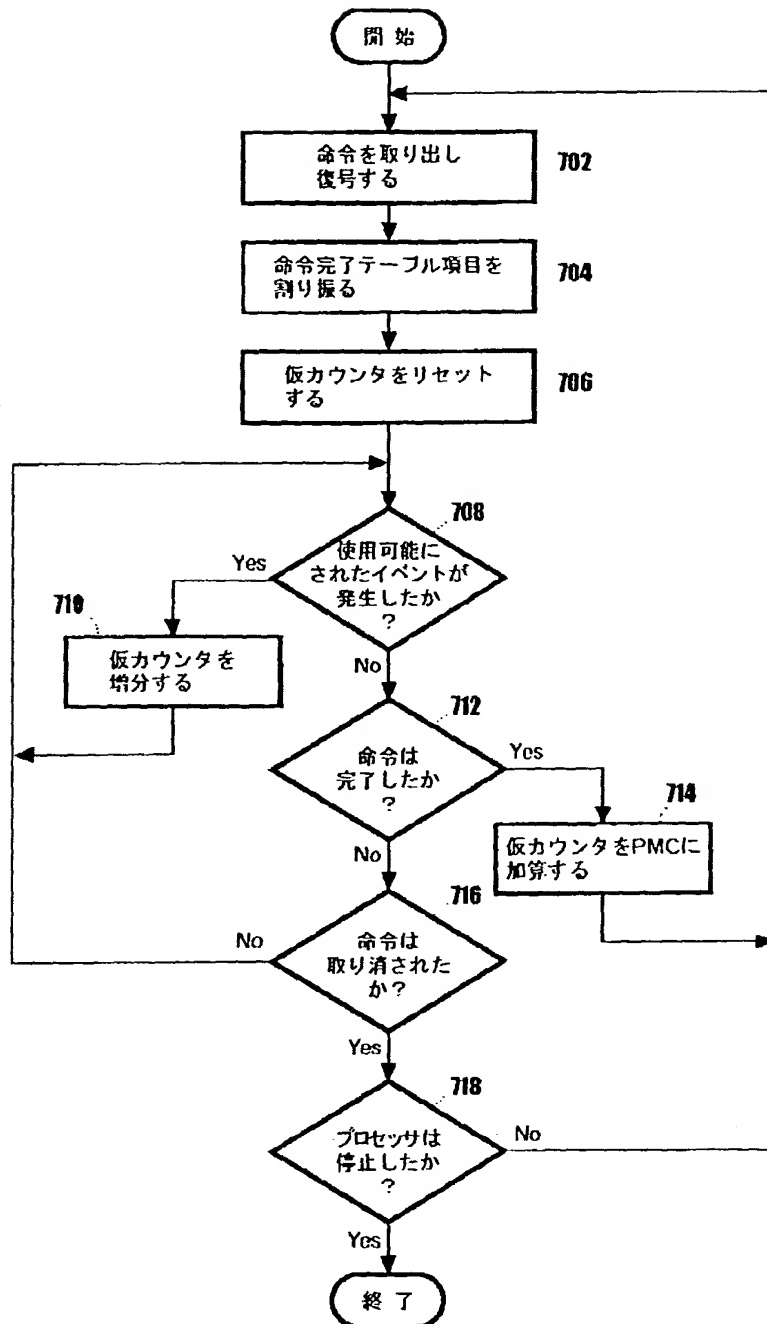 開始
命令を取り出し
復号する
702
命令完了テーブル項目を
割り振る
704
仮カウンタをリセット
する
706
708
使用可能に
されたイベントが
発生したか
?
Yes
No
710
仮カウンタを
増分する
712
命令は
完了したか
?
Yes
No
714
仮カウンタをPMCに
加算する
716
命令は
取り消された
か?
No
Yes
718
プロセッサは
停止したか
?
No
Yes
終了